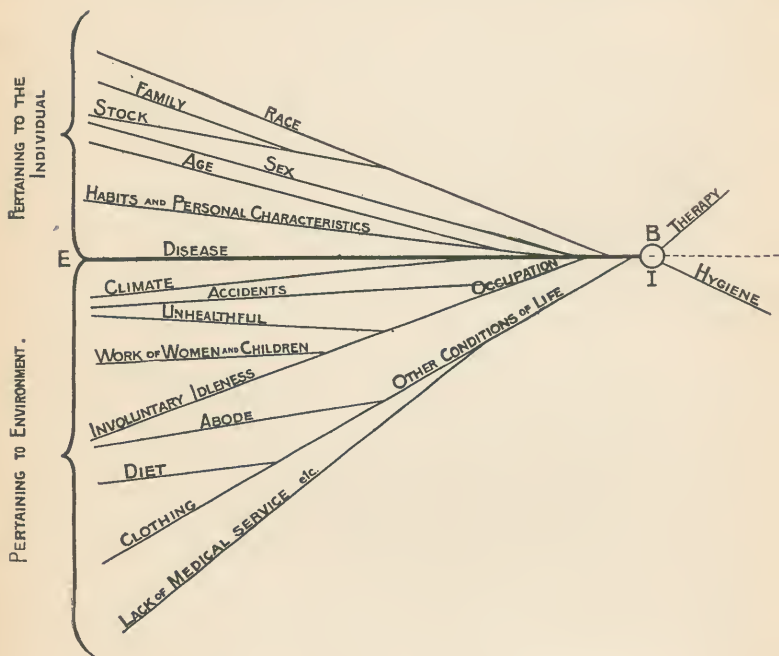 PERTAINING TO THE
INDIVIDUAL
FAMILY
RACE
STOCK
SEX
AGE
HABITS AND PERSONAL CHARACTERISTICS
E
DISEASE
B
I
THERAPY
HYGIENE
PERTAINING TO ENVIRONMENT.
CLIMATE
ACCIDENTS
OCCUPATION
UNHEALTHFUL
WORK OF WOMEN AND CHILDREN
OTHER CONDITIONS OF LIFE
INVOLUNTARY IDLENESS
ABODE
DIET
CLOTHING
LACK OF MEDICAL SERVICE etc.